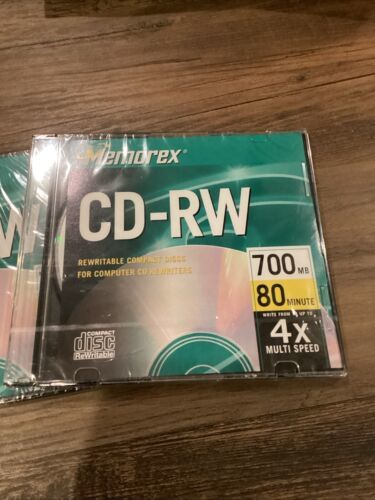 Memorex®
CD-RW
REWRITABLE COMPACT DISCS
FOR COMPUTER CD REWRITERS
700 MB
80 MINUTE
WRITE FROM UP TO
4X
MULTI SPEED
COMPACT
disc
ReWritable
W